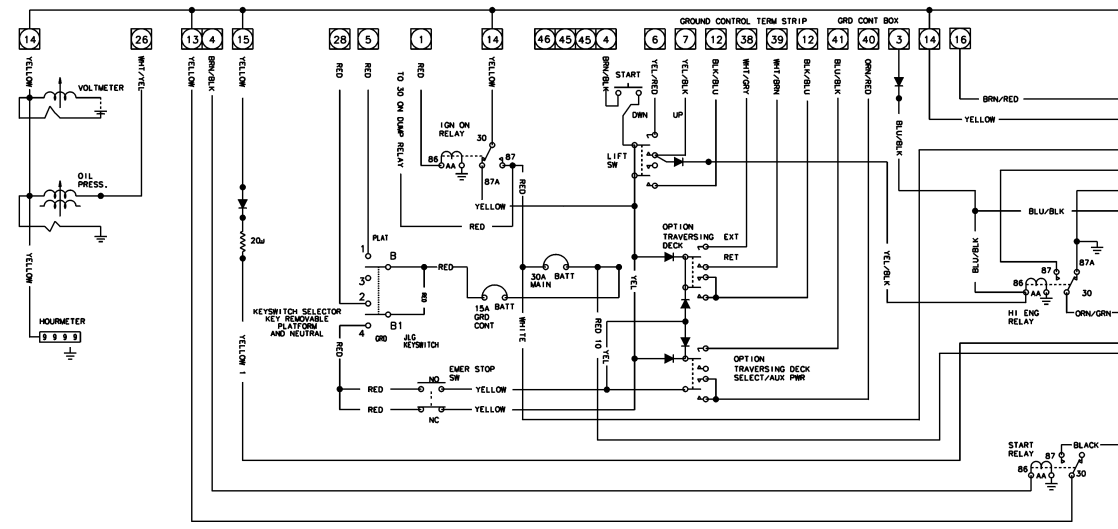 GROUND CONTROL TERM STRIP
GRD CONT BOX
14
26
13
4
15
28
5
1
14
46
45
45
4
6
7
12
38
39
12
41
40
3
14
16
YELLOW
WHT/YEL
YELLOW
BRN/BLK
YELLOW
RED
RED
TO 30 ON DUMP RELAY
RED
YELLOW
BRN/BLK
START
YEL/RED
YEL/BLK
BLK/BLU
WHT/GRY
WHT/BRN
BLK/BLU
BLU/BLK
ORN/RED
BLU/BLK
BRN/RED
YELLOW
VOLTMETER
DWN
UP
IGN ON
RELAY
30
86
AA
87
87A
LIFT
SW
OIL
PRESS.
RED
YELLOW
RED
20ω
YELLOW
PLAT
1
B
3
2
B1
4
RED
RED
GRD
JLG
KEYSWITCH
KEYSWITCH SELECTOR
KEY REMOVABLE
PLATFORM
AND NEUTRAL
30A
MAIN
BATT
15A
GRD
CONT
BATT
OPTION
TRAVERSING
DECK
EXT
RET
YEL
YEL/BLK
BLU/BLK
BLU/BLK
87
87A
86
AA
30
HI ENG
RELAY
ORN/GRN
HOURMETER
9 9 9 9
YELLOW 1
RED
WHITE
RED 10
YEL
OPTION
TRAVERSING DECK
SELECT/AUX PWR
EMER STOP
SW
RED
NO
YELLOW
RED
NC
YELLOW
START
RELAY
87
BLACK
86
AA
30